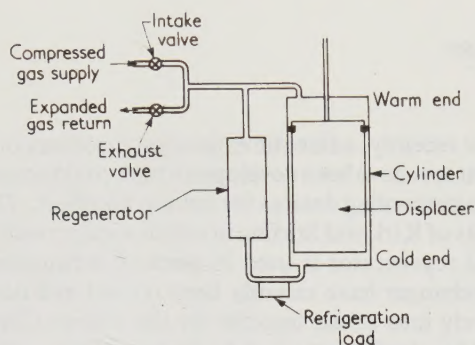 Intake
valve
Compressed
gas supply
Expanded
gas return
Exhaust
valve
Regenerator
Warm end
Cylinder
Displacer
Cold end
Refrigeration
load